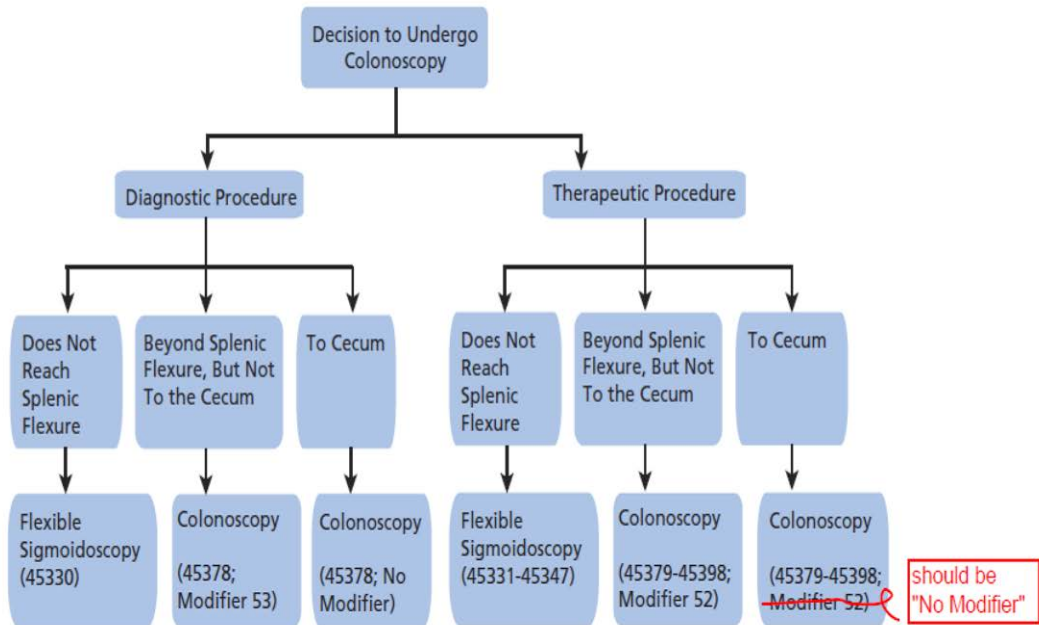 Decision to Undergo
Colonoscopy
Diagnostic Procedure
Therapeutic Procedure
Does Not
Reach
Splenic
Flexure
Beyond Splenic
Flexure, But Not
To the Cecum
To Cecum
Does Not
Reach
Splenic
Flexure
Beyond Splenic
Flexure, But Not
To the Cecum
To Cecum
Flexible
Sigmoidoscopy
(45330)
Colonoscopy
(45378;
Modifier 53)
Colonoscopy
(45378; No
Modifier)
Flexible
Sigmoidoscopy
(45331-45347)
Colonoscopy
(45379-45398;
Modifier 52)
Colonoscopy
(45379-45398;
Modifier 52)
should be
"No Modifier"